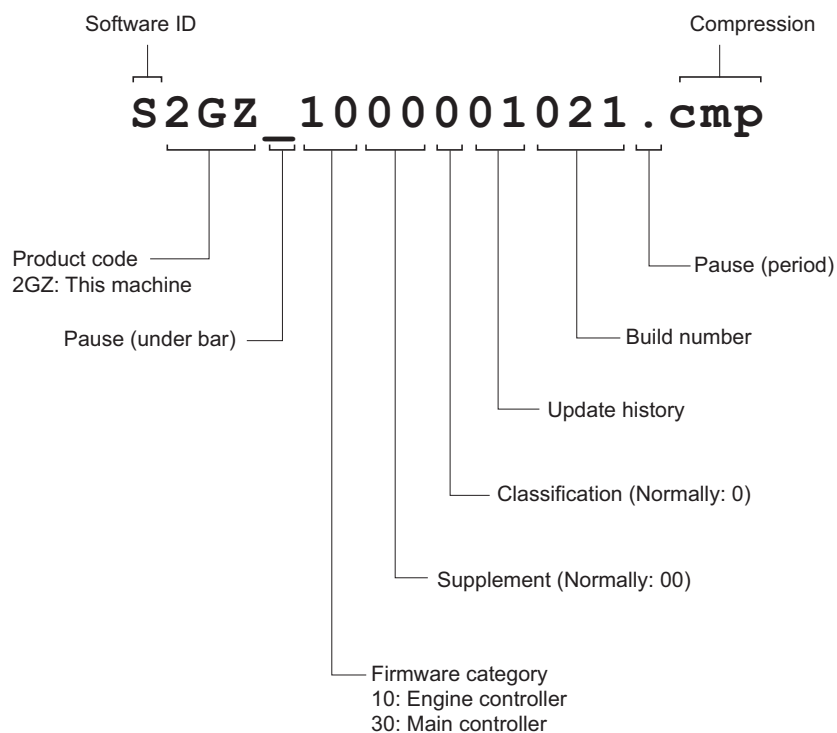 Software ID
Compression
S2GZ_1000001021.cmp
Product code
2GZ: This machine
Pause (period)
Pause (under bar)
Build number
Update history
Classification (Normally: 0)
Supplement (Normally: 00)
Firmware category
10: Engine controller
30: Main controller